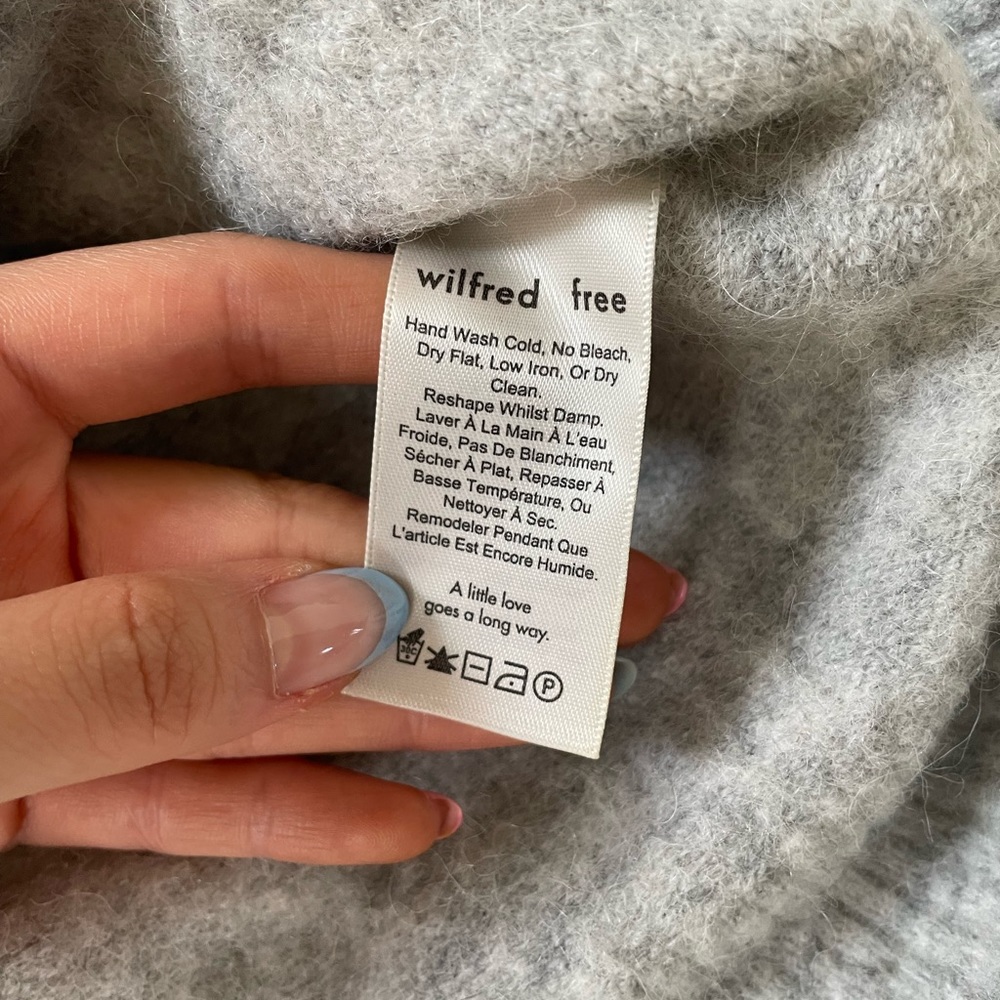 wilfred free
Hand Wash Cold, No Bleach,
Dry Flat, Low Iron, Or Dry
Clean.
Reshape Whilst Damp.
Laver À La Main À L'eau
Froide, Pas De Blanchiment,
Sécher À Plat, Repasser À
Basse Température, Ou
Nettoyer À Sec.
Remodeler Pendant Que
L'article Est Encore Humide.
A little love
goes a long way.
30C P